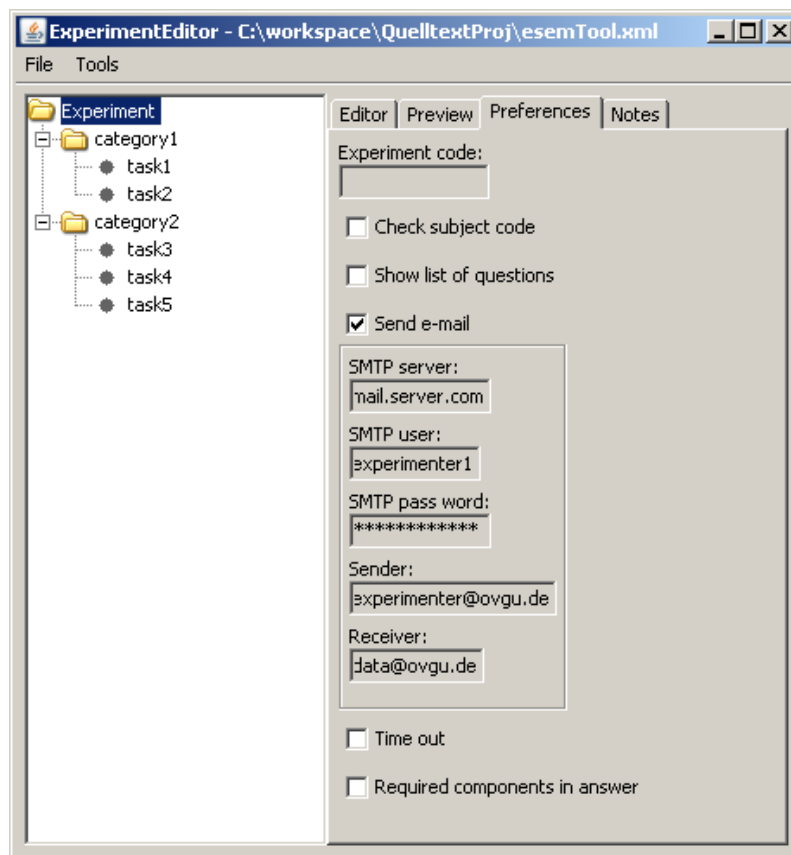 ExperimentEditor - C:\workspace\QuelltextProj\esemTool.xml
File Tools
Experiment
category1
task1
task2
category2
task3
task4
task5
Editor Preview Preferences Notes
Experiment code:
Check subject code
Show list of questions
Send e-mail
SMTP server:
mail.server.com
SMTP user:
experimenter1
SMTP pass word:
************
Sender:
experimenter@ovgu.de
Receiver:
data@ovgu.de
Time out
Required components in answer